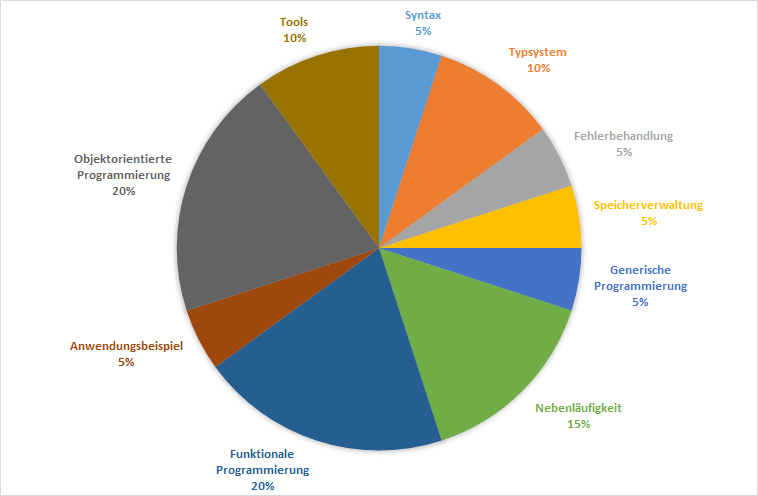 Syntax
5%
Typsystem
10%
Fehlerbehandlung
5%
Speicherverwaltung
5%
Generische
Programmierung
5%
Nebenläufigkeit
15%
Funktionale
Programmierung
20%
Anwendungsbeispiel
5%
Objektorientierte
Programmierung
20%
Tools
10%